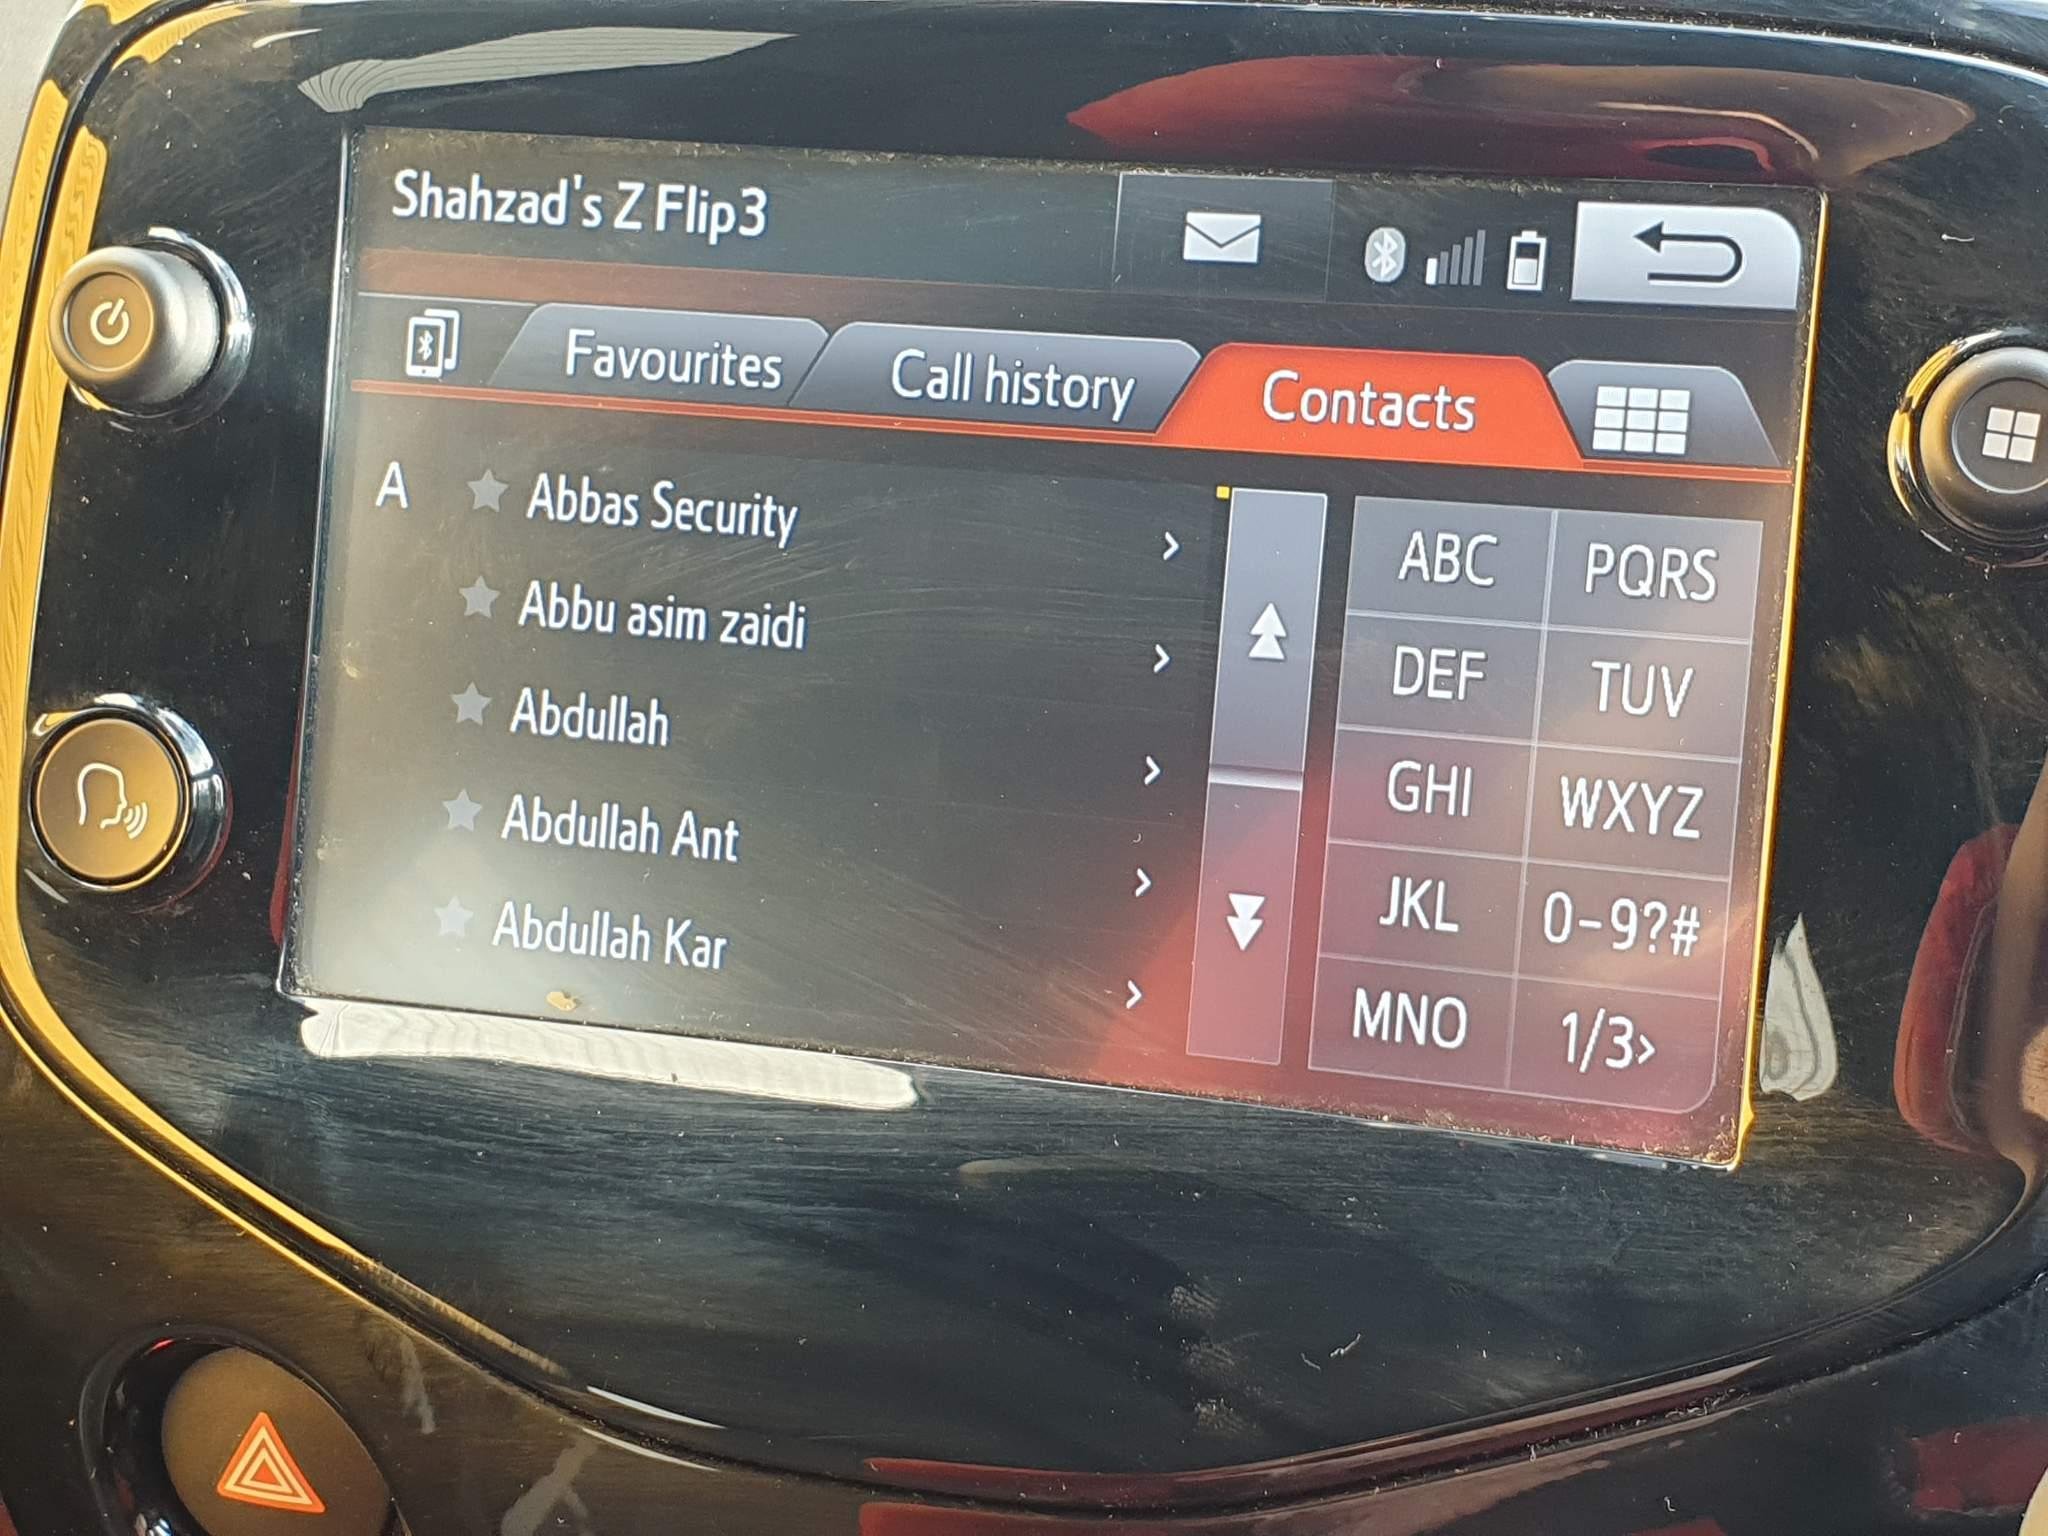 Shahzad's Z Flip3
Favourites
Call history
Contacts
A
Abbas Security
Abbu asim zaidi
Abdullah
Abdullah Ant
Abdullah Kar
ABC
PQRS
DEF
TUV
GHI
WXYZ
JKL
0-9?#
MNO
1/3>